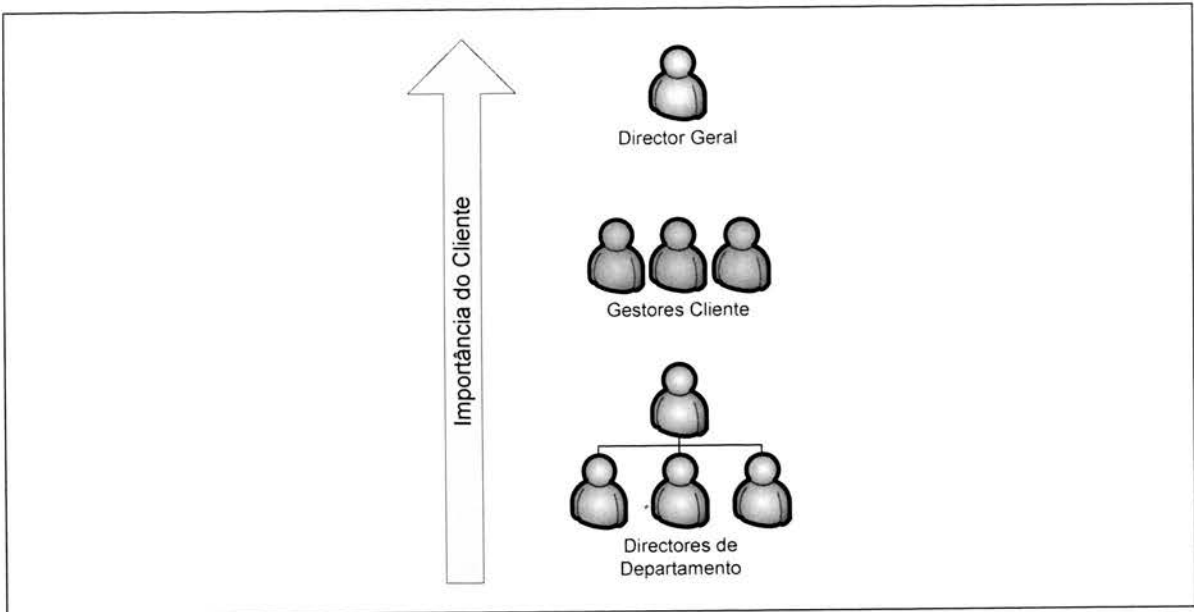 Director Geral
Importância do Cliente
Gestores Cliente
Directores de
Departamento